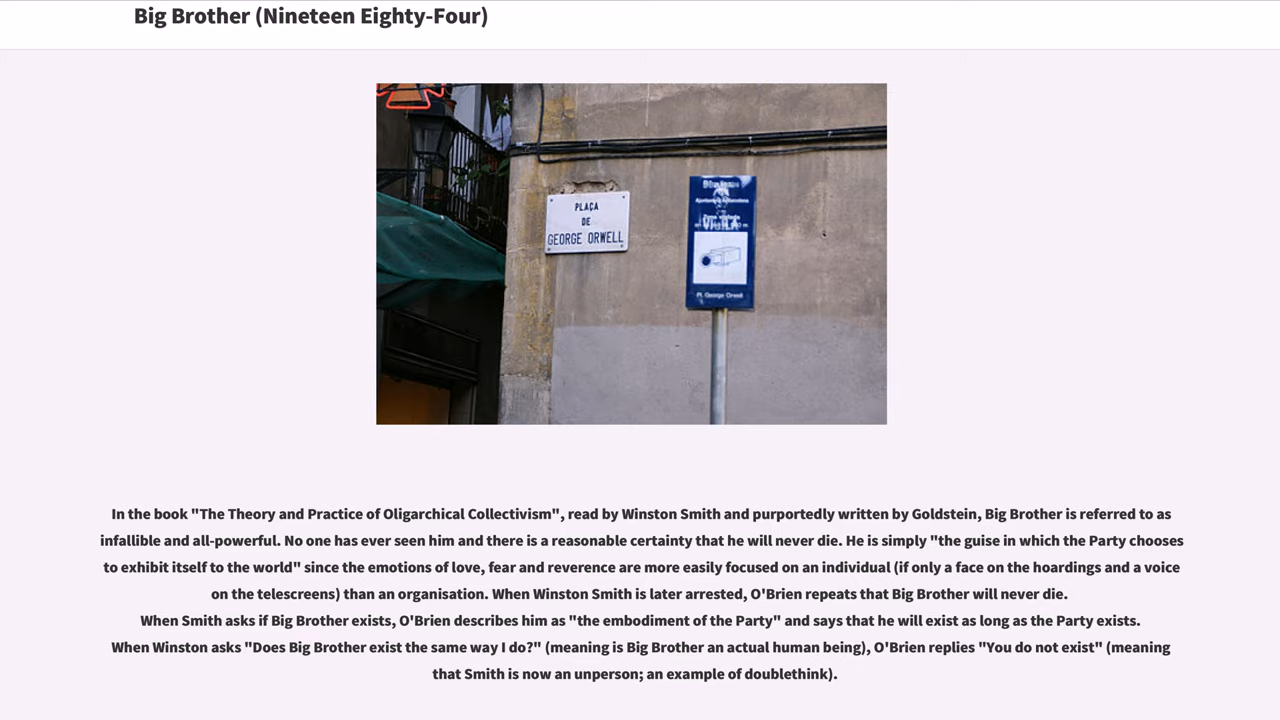 Big Brother (Nineteen Eighty-Four)
PLAÇA
DE
GEORGE ORWELL
Ajuntament de Barcelona
Pl. George Orwell
In the book "The Theory and Practice of Oligarchical Collectivism", read by Winston Smith and purportedly written by Goldstein, Big Brother is referred to as
infallible and all-powerful. No one has ever seen him and there is a reasonable certainty that he will never die. He is simply "the guise in which the Party chooses
to exhibit itself to the world" since the emotions of love, fear and reverence are more easily focused on an individual (if only a face on the hoardings and a voice
on the telescreens) than an organisation. When Winston Smith is later arrested, O'Brien repeats that Big Brother will never die.
When Smith asks if Big Brother exists, O'Brien describes him as "the embodiment of the Party" and says that he will exist as long as the Party exists.
When Winston asks "Does Big Brother exist the same way I do?" (meaning is Big Brother an actual human being), O'Brien replies "You do not exist" (meaning
that Smith is now an unperson; an example of doublethink).